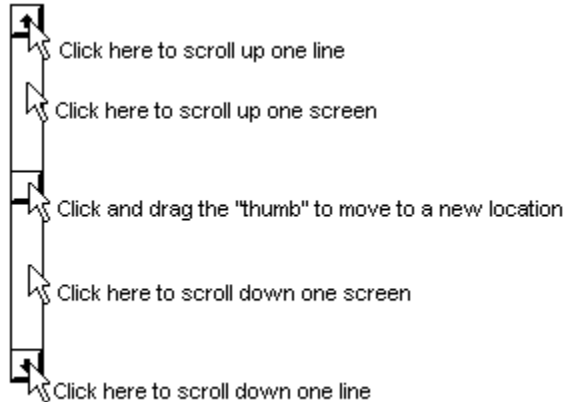 Click here to scroll up one line
Click here to scroll up one screen
Click and drag the "thumb" to move to a new location
Click here to scroll down one screen
Click here to scroll down one line